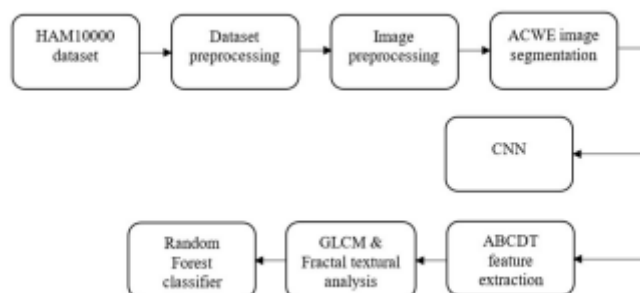 HAM10000
dataset
Dataset
preprocessing
Image
preprocessing
ACWE image
segmentation
CNN
Random
Forest
classifier
GLCM &
Fractal textural
analysis
ABCDT
feature
extraction